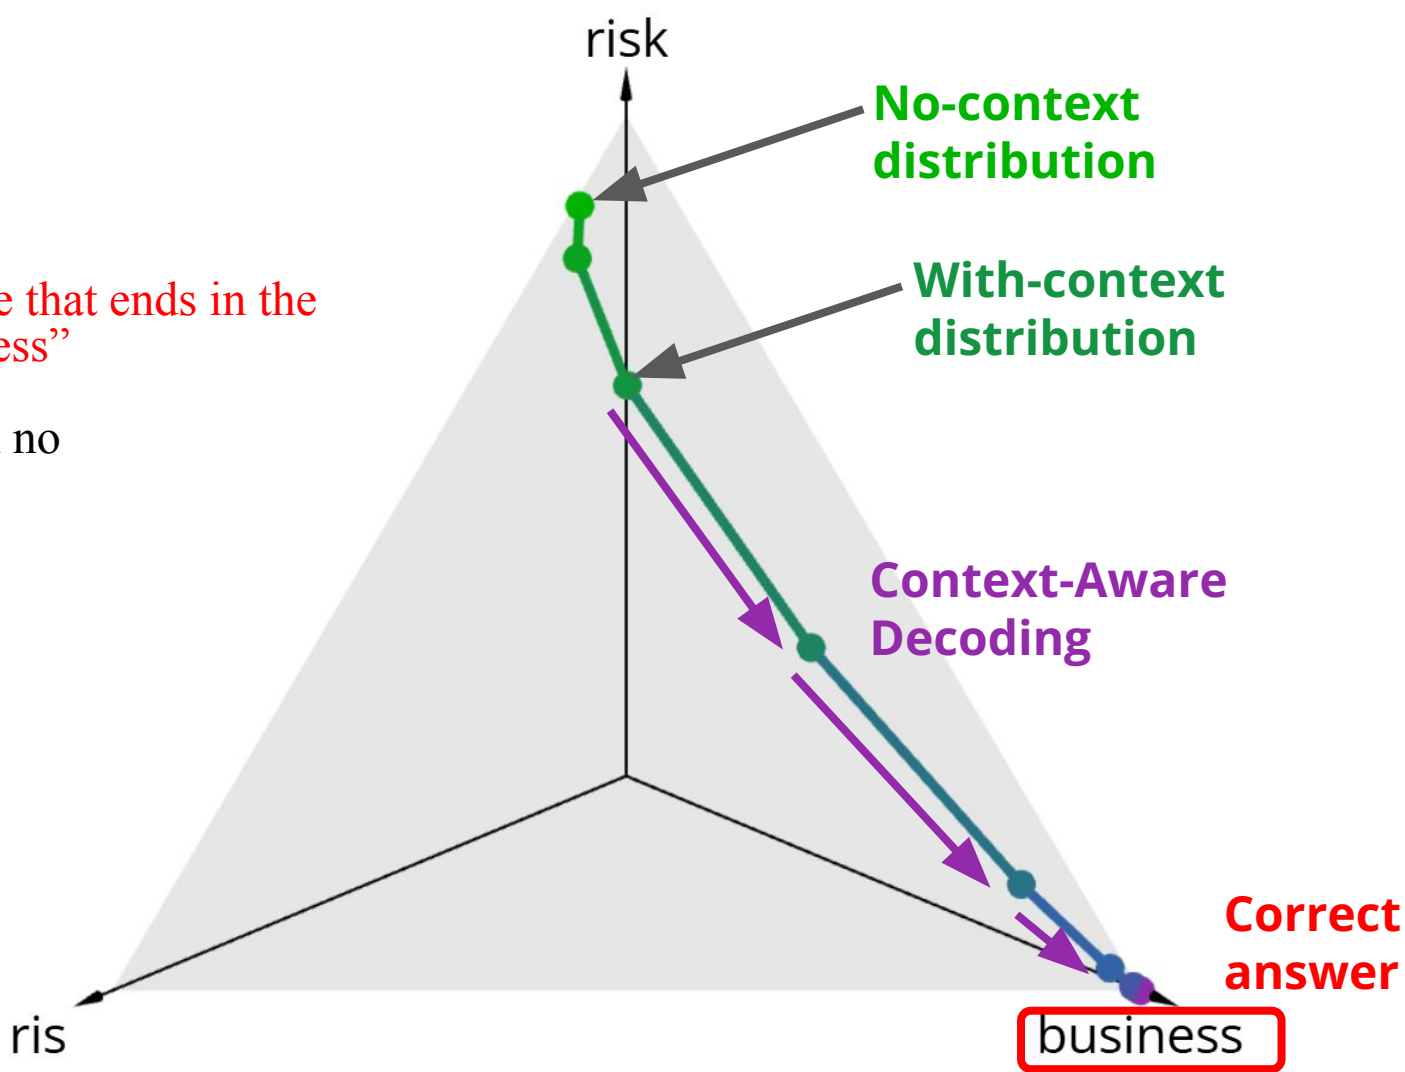 risk
No-context
distribution
With-context
distribution
e that ends in the
ess”
no
Context-Aware
Decoding
Correct
answer
ris
business